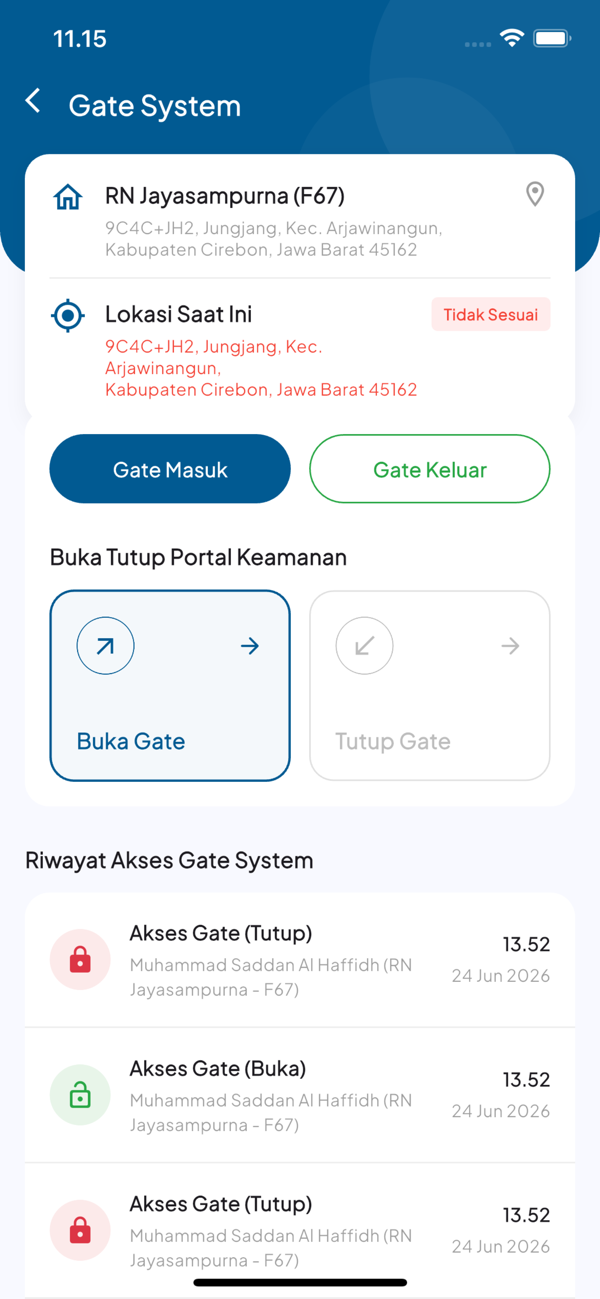 11.15
Gate System
RN Jayasampurna (F67)
9C4C+JH2, Jungjang, Kec. Arjawinangun,
Kabupaten Cirebon, Jawa Barat 45162
Lokasi Saat Ini
Tidak Sesuai
9C4C+JH2, Jungjang, Kec.
Arjawinangun,
Kabupaten Cirebon, Jawa Barat 45162
Gate Masuk
Gate Keluar
Buka Tutup Portal Keamanan
Buka Gate
Tutup Gate
Riwayat Akses Gate System
Akses Gate (Tutup)
13.52
Muhammad Saddan Al Haffidh (RN
Jayasampurna - F67)
24 Jun 2026
Akses Gate (Buka)
13.52
Muhammad Saddan Al Haffidh (RN
Jayasampurna - F67)
24 Jun 2026
Akses Gate (Tutup)
13.52
Muhammad Saddan Al Haffidh (RN
Jayasampurna - F67)
24 Jun 2026